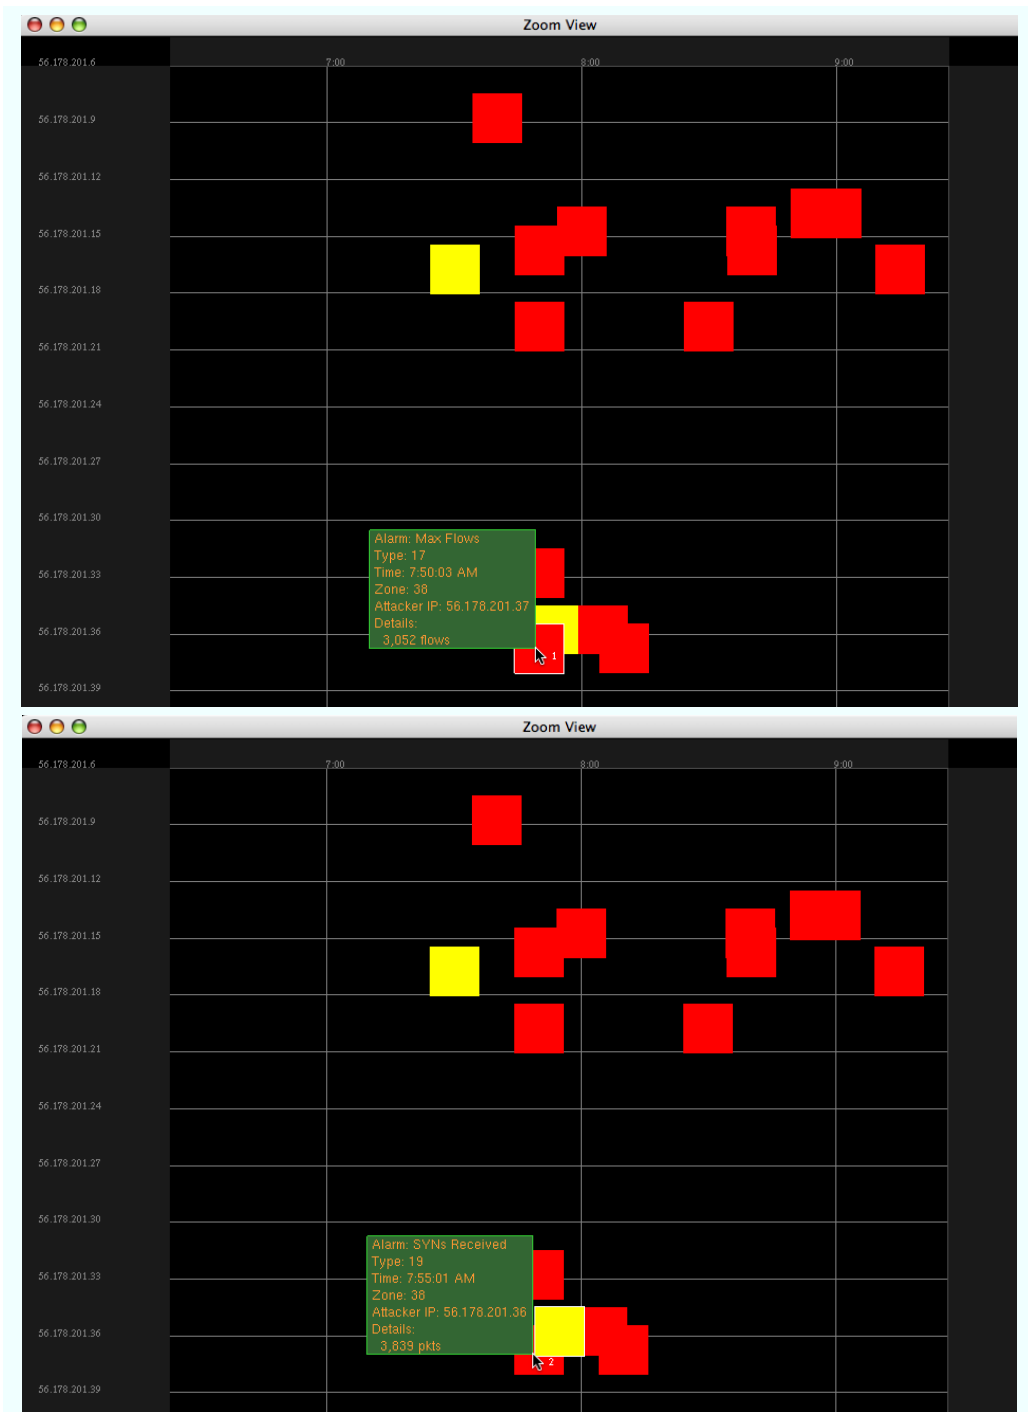 Zoom View
56.178.201.6
7:00 8:00 9:00
56.178.201.9
56.178.201.12
56.178.201.15
56.178.201.18
56.178.201.21
56.178.201.24
56.178.201.27
56.178.201.30
Alarm: Max Flows
Type: 17
Time: 7:50:03 AM
56.178.201.33
Zone: 38
Attacker IP: 56.178.201.37
Details:
56.178.201.36
3,052 flows
1
56.178.201.39
Zoom View
56.178.201.6
7:00 8:00 9:00
56.178.201.9
56.178.201.12
56.178.201.15
56.178.201.18
56.178.201.21
56.178.201.24
56.178.201.27
56.178.201.30
Alarm: SYNs Received
Type: 19
56.178.201.33
Time: 7:55:01 AM
Zone: 38
Attacker IP: 56.178.201.36
Details:
56.178.201.36
3,839 pkts
2
56.178.201.39